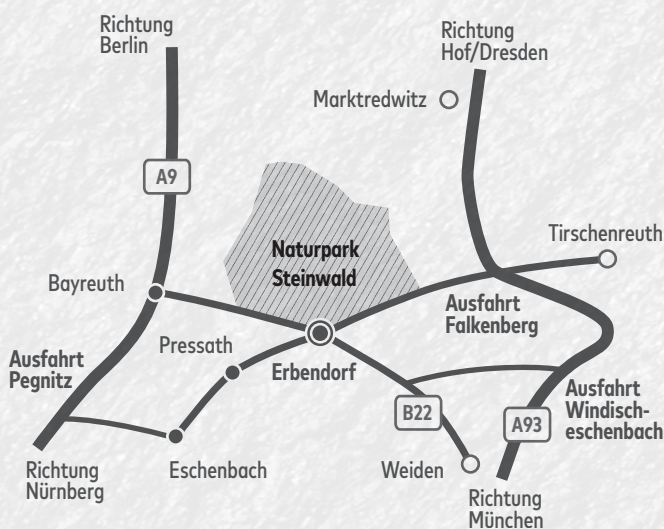 Richtung
Berlin
Richtung
Hof/Dresden
Marktredwitz
A9
Tirschenreuth
Naturpark
Steinwald
Bayreuth
Ausfahrt
Falkenberg
Pressath
Ausfahrt
Pegnitz
Erbendorf
Ausfahrt
Windisch-
eschenbach
B22
A93
Richtung
Nürnberg
Eschenbach
Weiden
Richtung
München